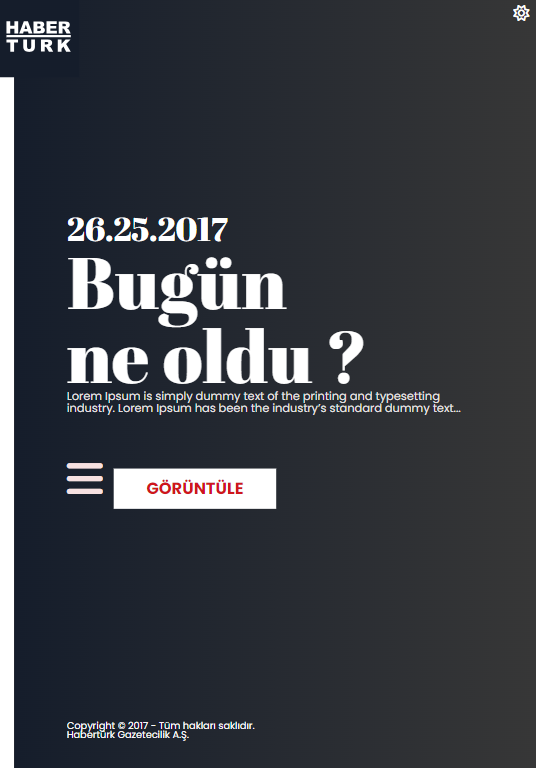 HABER
TURK
26.25.2017
Bugün
ne oldu ?
Lorem Ipsum is simply dummy text of the printing and typesetting
industry. Lorem Ipsum has been the industry’s standard dummy text...
GÖRÜNTÜLE
Copyright © 2017 - Tüm hakları saklıdır.
Habertürk Gazetecilik A.Ş.